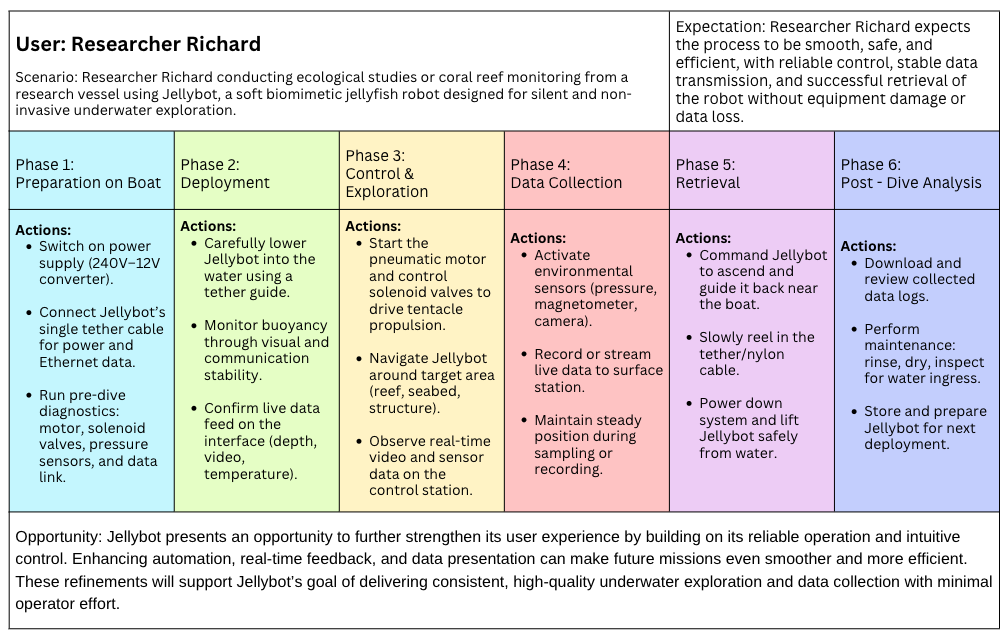 User: Researcher Richard
Scenario: Researcher Richard conducting ecological studies or coral reef monitoring from a
research vessel using Jellybot, a soft biomimetic jellyfish robot designed for silent and non-
invasive underwater exploration.
Expectation: Researcher Richard expects
the process to be smooth, safe, and
efficient, with reliable control, stable data
transmission, and successful retrieval of
the robot without equipment damage or
data loss.
Phase 1:
Preparation on Boat
Phase 2:
Deployment
Phase 3:
Control &
Exploration
Phase 4:
Data Collection
Phase 5:
Retrieval
Phase 6:
Post - Dive Analysis
Actions:
• Switch on power
supply (240V–12V
converter).
• Connect Jellybot's
single tether cable
for power and
Ethernet data.
• Run pre-dive
diagnostics:
motor, solenoid
valves, pressure
sensors, and data
link.
Actions:
• Carefully lower
Jellybot into the
water using a
tether guide.
• Monitor buoyancy
through visual and
communication
stability.
• Confirm live data
feed on the
interface (depth,
video,
temperature).
Actions:
• Start the
pneumatic motor
and control
solenoid valves to
drive tentacle
propulsion.
• Navigate Jellybot
around target area
(reef, seabed,
structure).
• Observe real-time
video and sensor
data on the
control station.
Actions:
• Activate
environmental
sensors (pressure,
magnetometer,
camera).
• Record or stream
live data to surface
station.
• Maintain steady
position during
sampling or
recording.
Actions:
• Command Jellybot
to ascend and
guide it back near
the boat.
• Slowly reel in the
tether/nylon
cable.
• Power down
system and lift
Jellybot safely
from water.
Actions:
• Download and
review collected
data logs.
• Perform
maintenance:
rinse, dry, inspect
for water ingress.
• Store and prepare
Jellybot for next
deployment.
Opportunity: Jellybot presents an opportunity to further strengthen its user experience by building on its reliable operation and intuitive
control. Enhancing automation, real-time feedback, and data presentation can make future missions even smoother and more efficient.
These refinements will support Jellybot's goal of delivering consistent, high-quality underwater exploration and data collection with minimal
operator effort.